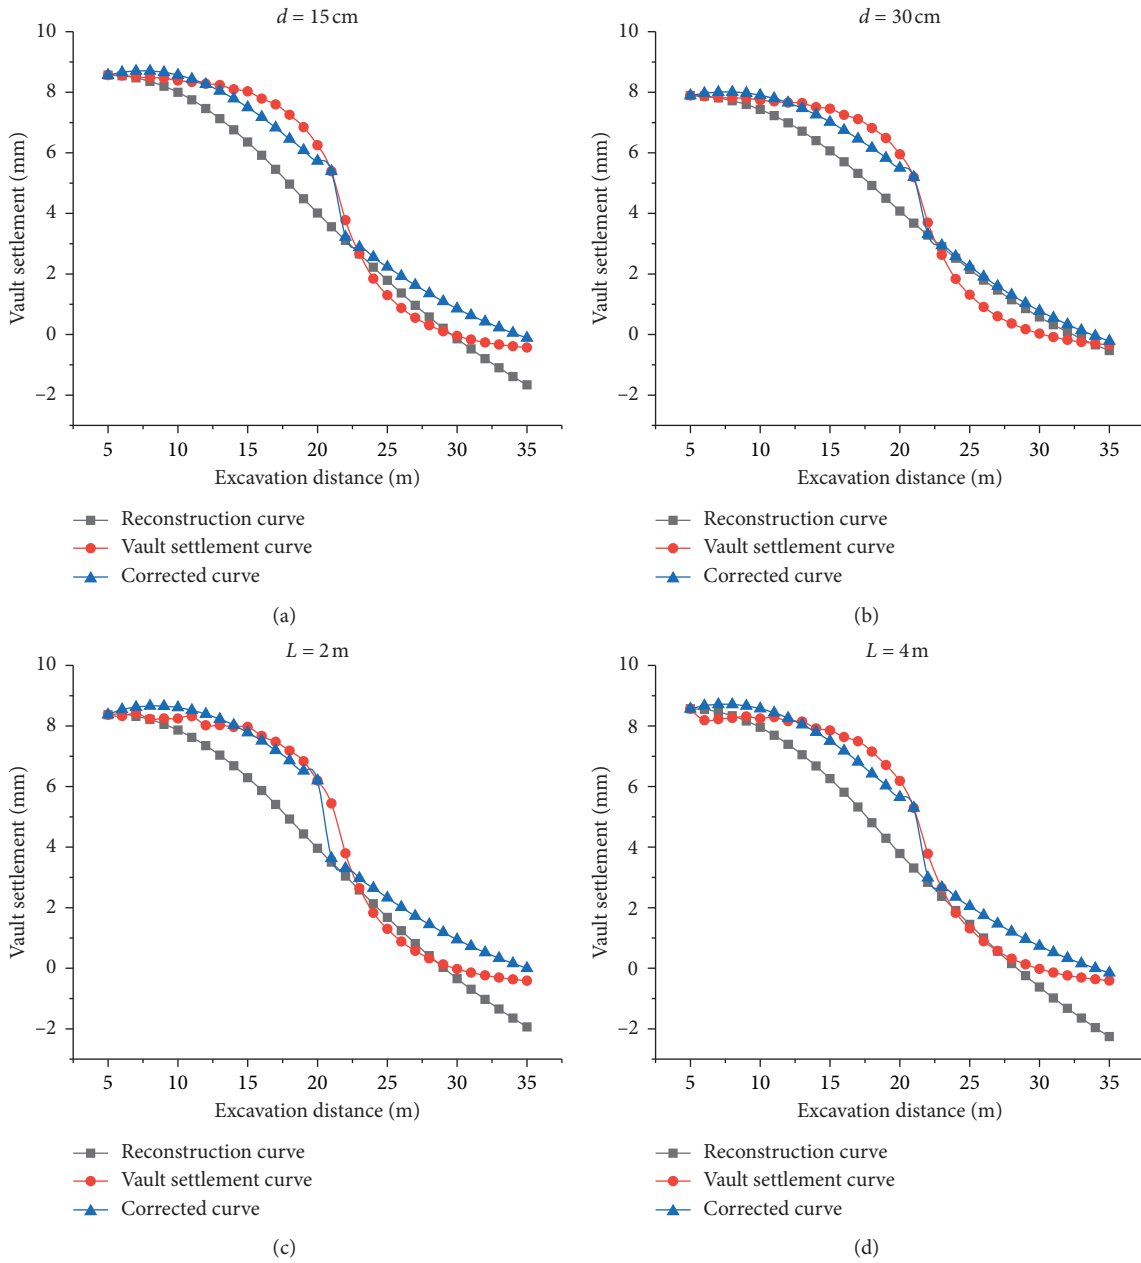 d = 15 cm
10
8
6
4
2
0
–2
Vault settlement (mm)
5 10 15 20 25 30 35
Excavation distance (m)
Reconstruction curve
Vault settlement curve
Corrected curve
(a)
d = 30 cm
10
8
6
4
2
0
–2
Vault settlement (mm)
5 10 15 20 25 30 35
Excavation distance (m)
Reconstruction curve
Vault settlement curve
Corrected curve
(b)
L = 2 m
10
8
6
4
2
0
–2
Vault settlement (mm)
5 10 15 20 25 30 35
Excavation distance (m)
Reconstruction curve
Vault settlement curve
Corrected curve
(c)
L = 4 m
10
8
6
4
2
0
–2
Vault settlement (mm)
5 10 15 20 25 30 35
Excavation distance (m)
Reconstruction curve
Vault settlement curve
Corrected curve
(d)